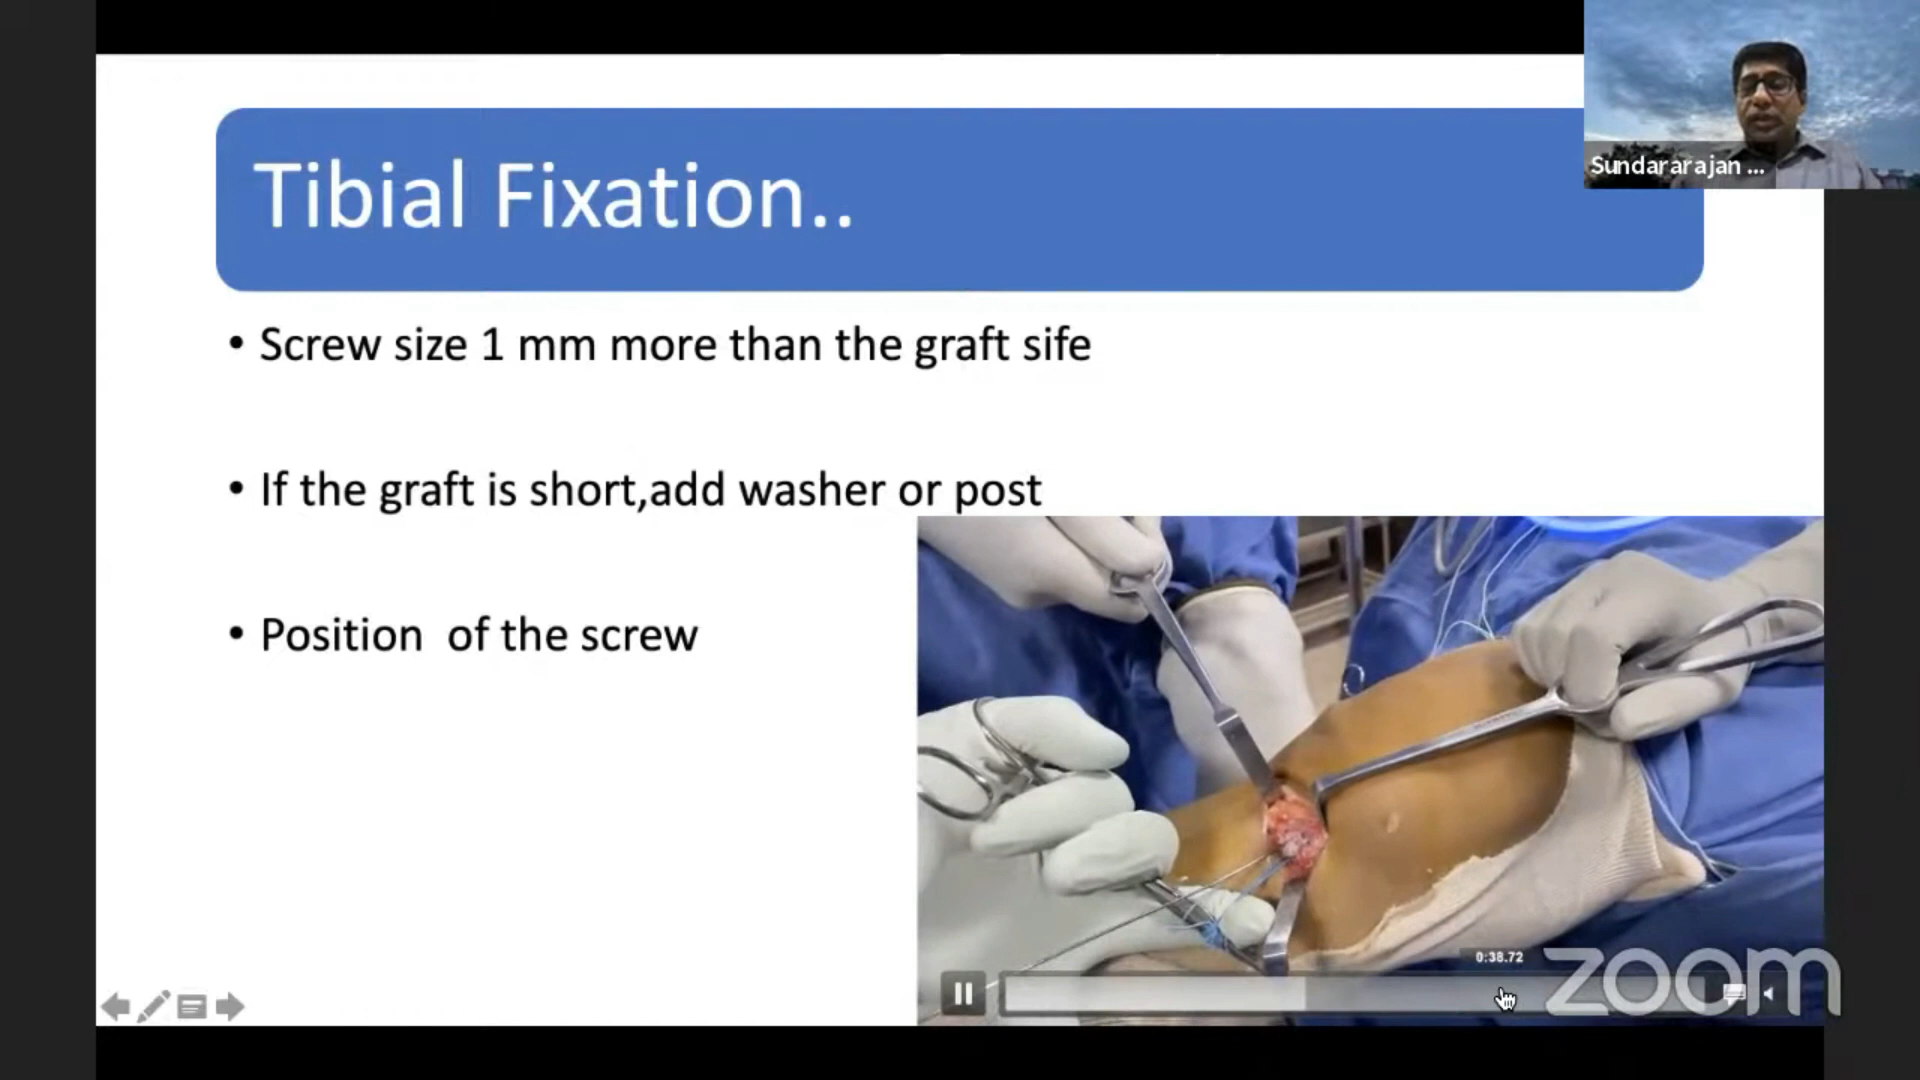 Sundararajan ...
Tibial Fixation..
• Screw size 1 mm more than the graft sife
• If the graft is short,add washer or post
• Position of the screw
0:38.72
zoom